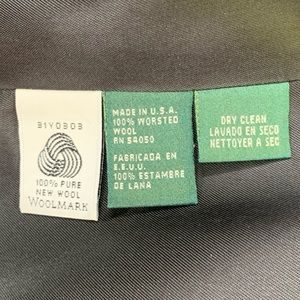 B1YDBDB
100% PURE
NEW WOOL
WOOLMARK
MADE IN U.S.A.
100% WORSTED
WOOL
RN 54050
FABRICADA EN
E.E.U.U.
100% ESTAMBRE
DE LANA
DRY CLEAN
LAVADO EN SECO
NETTOYER A SEC